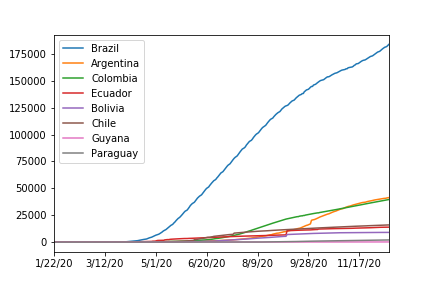 175000
150000
125000
100000
75000
50000
25000
0
Brazil
Argentina
Colombia
Ecuador
Bolivia
Chile
Guyana
Paraguay
1/22/20 3/12/20 5/1/20 6/20/20 8/9/20 9/28/20 11/17/20